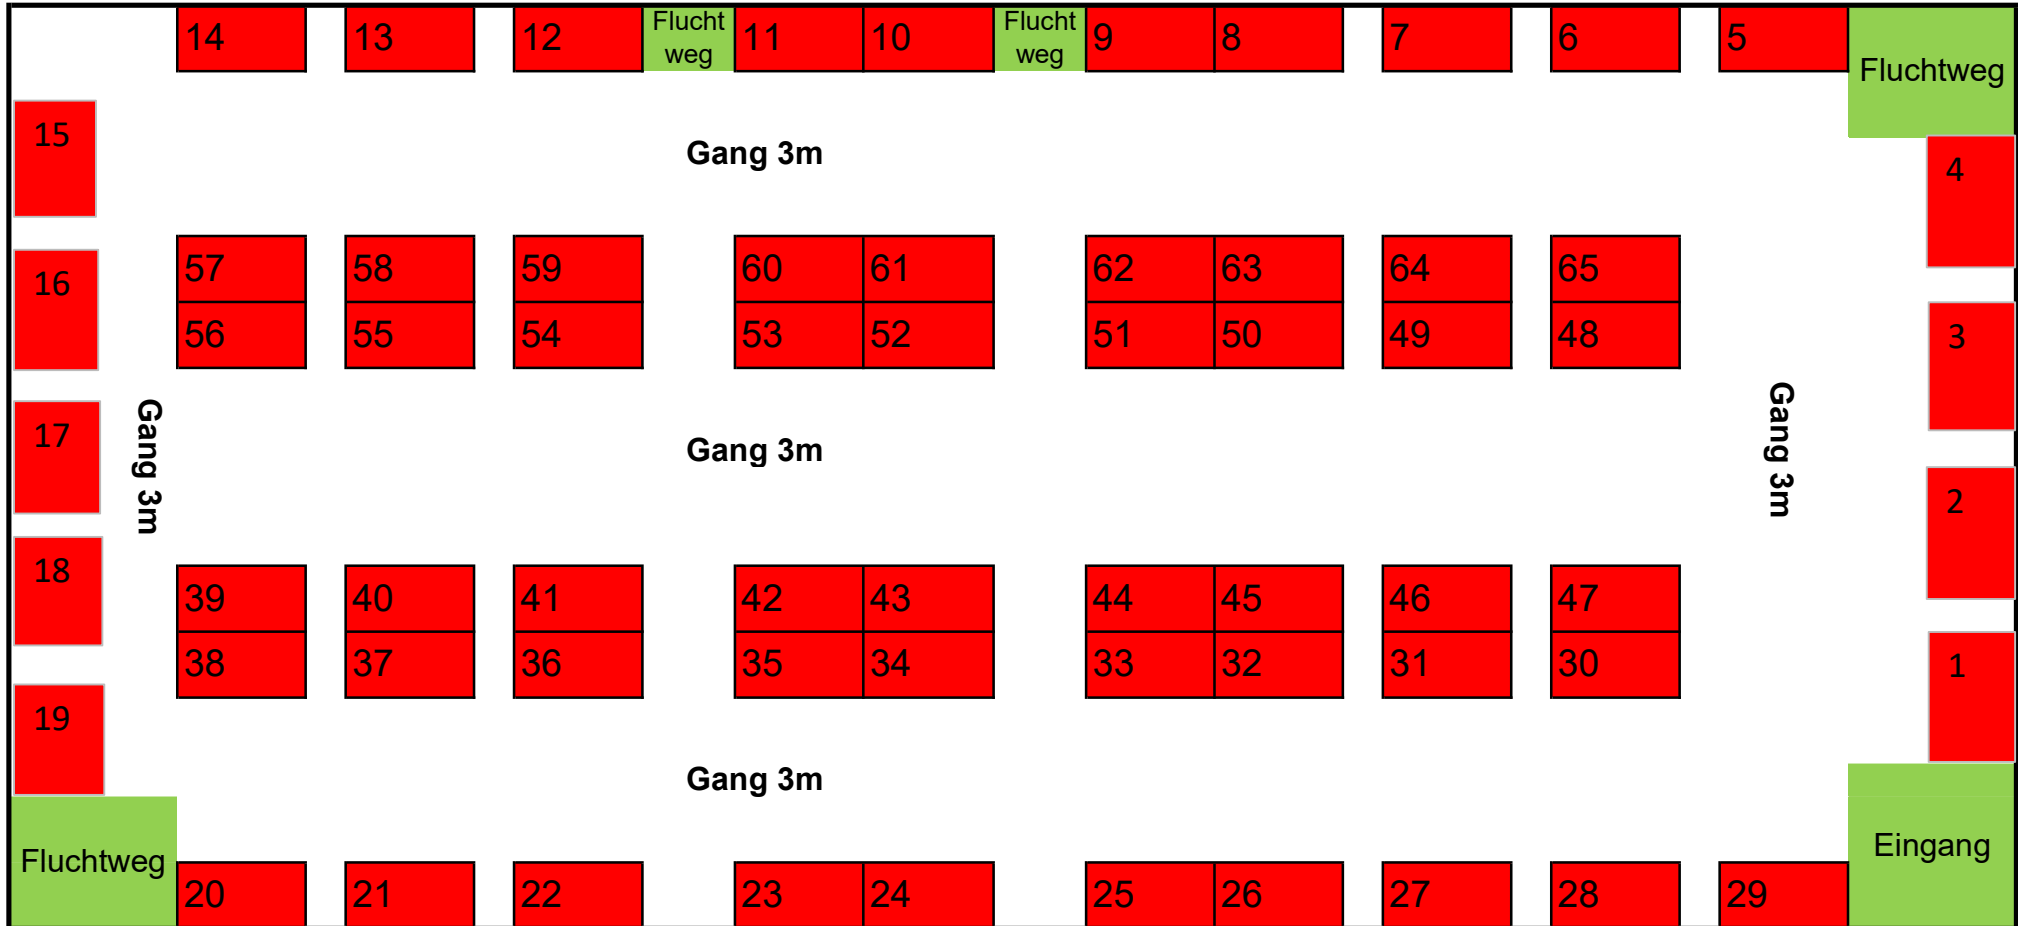 14 13 12 Flucht 11 10 Flucht 9 8 7 6 5
weg weg
Fluchtweg
15
Gang 3m
4
57 58 59 60 61 62 63 64 65
16
56 55 54 53 52 51 50 49 48
3
17
Gang 3m
Gang 3m
Gang 3m
2
18
39 40 41 42 43 44 45 46 47
38 37 36 35 34 33 32 31 30
1
19
Gang 3m
Eingang
Fluchtweg
20 21 22 23 24 25 26 27 28 29